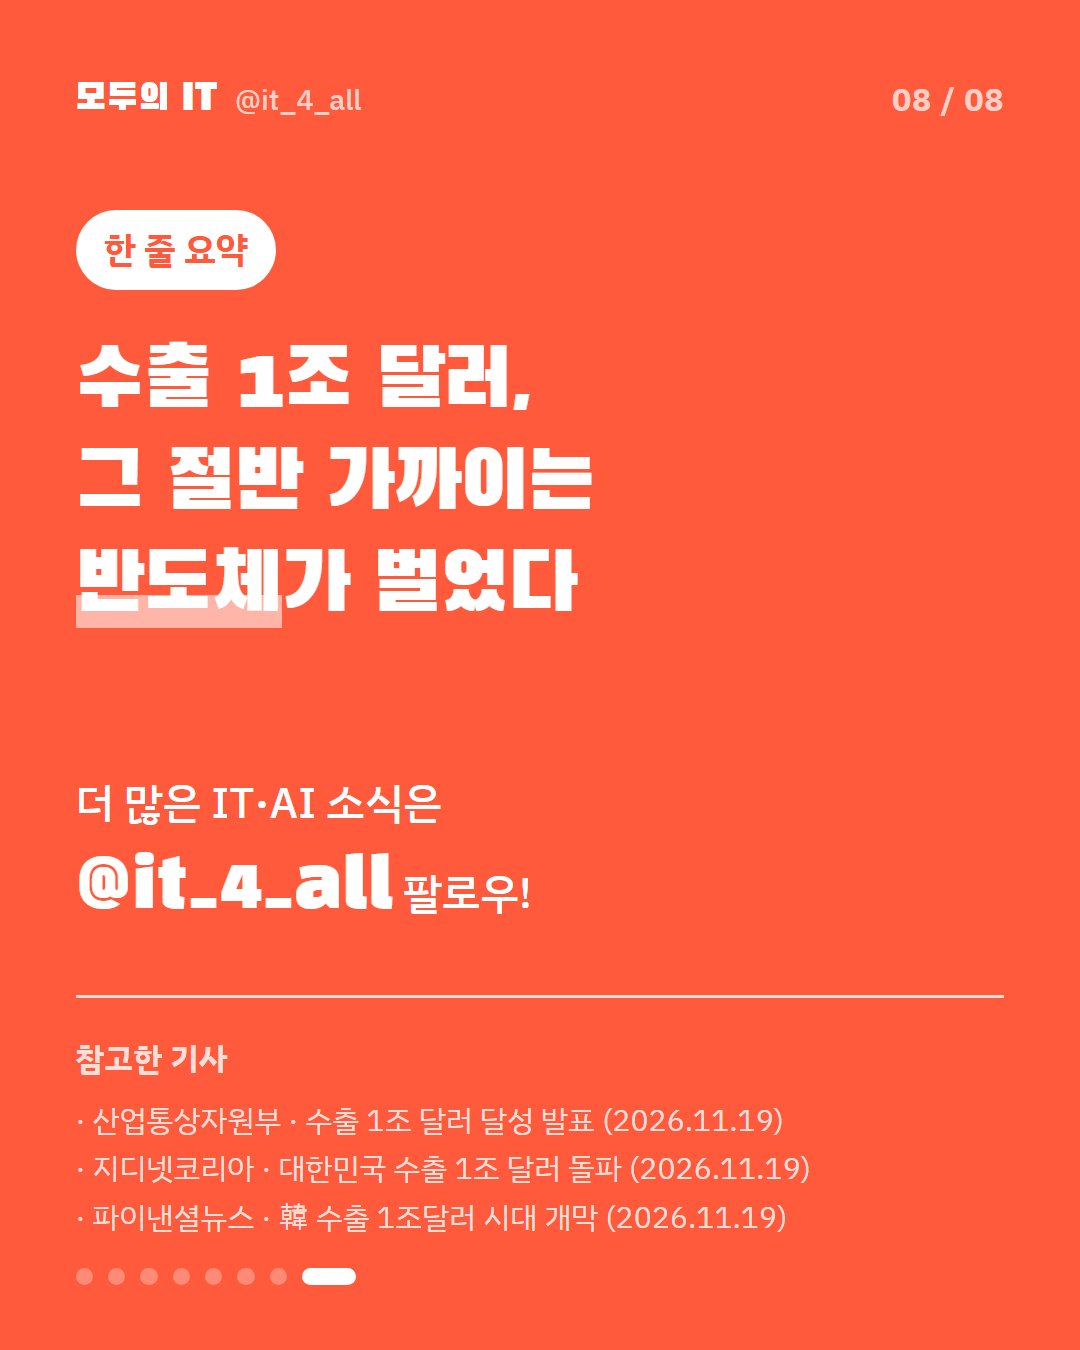 모두의 IT @it_4_all
08 / 08
한 줄 요약
수출 1조 달러,
그 절반 가까이는
반도체가 벌었다
더 많은 IT·AI 소식은
@it_4_all 팔로우!
참고한 기사
· 산업통상자원부 · 수출 1조 달러 달성 발표 (2026.11.19)
· 지디넷코리아 · 대한민국 수출 1조 달러 돌파 (2026.11.19)
· 파이낸셜뉴스 · 韓 수출 1조달러 시대 개막 (2026.11.19)